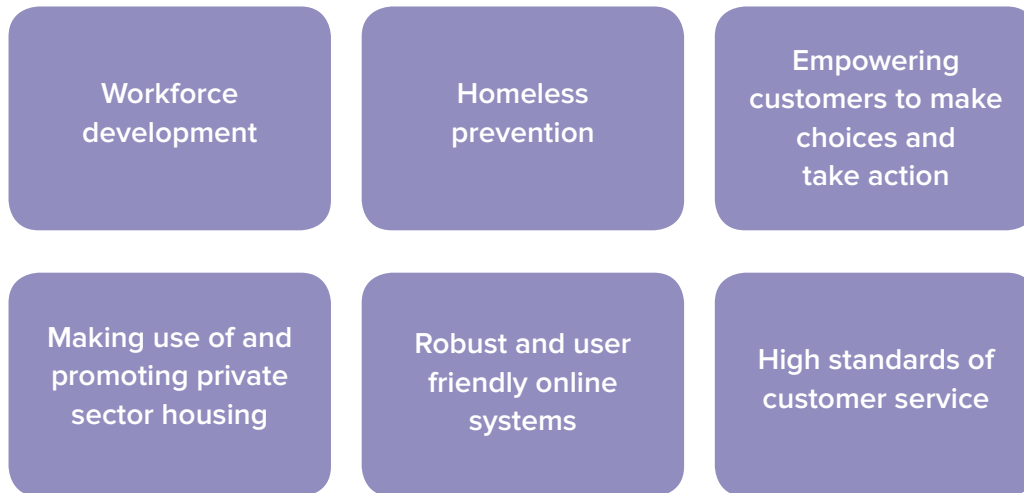 Workforce
development
Homeless
prevention
Empowering
customers to make
choices and
take action
Making use of and
promoting private
sector housing
Robust and user
friendly online
systems
High standards of
customer service